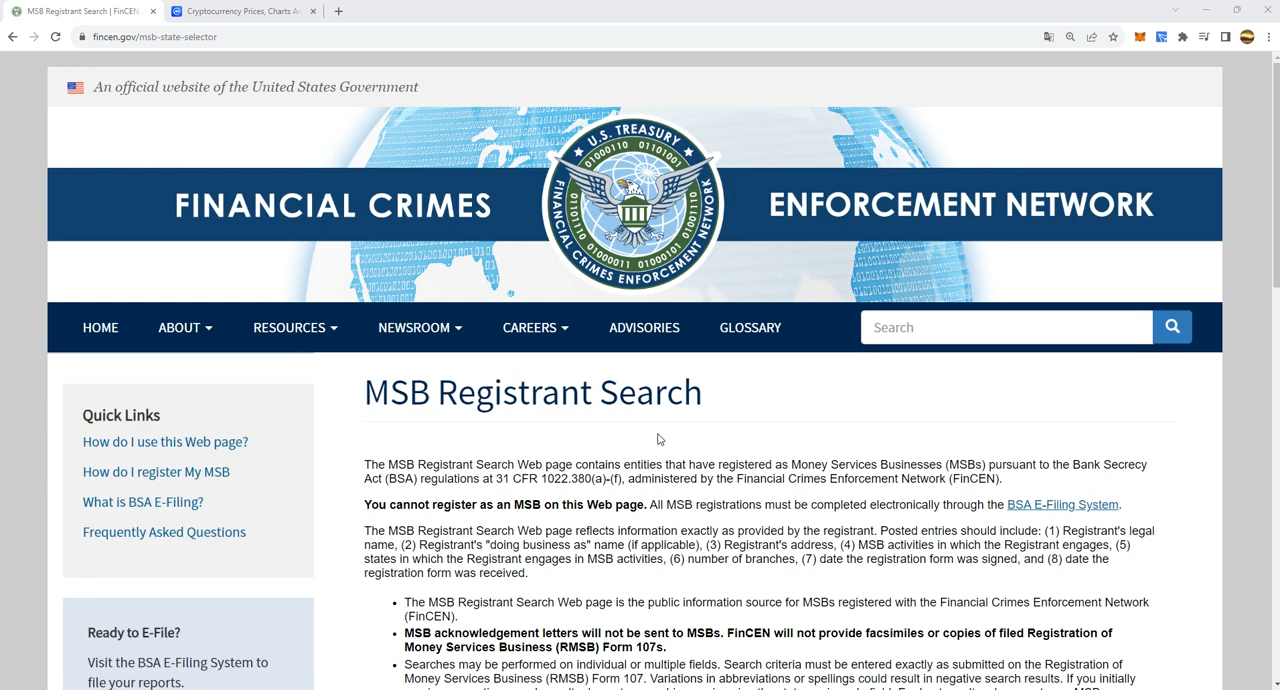 MSB Registrant Search | FinCEN.
Cryptocurrency Prices, Charts A
fincen.gov/msb-state-selector
An official website of the United States Government
FINANCIAL CRIMES
ENFORCEMENT NETWORK
U.S. TREASURY
FINANCIAL CRIMES ENFORCEMENT NETWORK
HOME
ABOUT
RESOURCES
NEWSROOM
CAREERS
ADVISORIES
GLOSSARY
Search
Quick Links
How do I use this Web page?
How do I register My MSB
What is BSA E-Filing?
Frequently Asked Questions
Ready to E-File?
Visit the BSA E-Filing System to
file your reports.
MSB Registrant Search
The MSB Registrant Search Web page contains entities that have registered as Money Services Businesses (MSBs) pursuant to the Bank Secrecy
Act (BSA) regulations at 31 CFR 1022.380(a)-(f), administered by the Financial Crimes Enforcement Network (FinCEN).
You cannot register as an MSB on this Web page. All MSB registrations must be completed electronically through the BSA E-Filing System.
The MSB Registrant Search Web page reflects information exactly as provided by the registrant. Posted entries should include: (1) Registrant's legal
name, (2) Registrant's "doing business as" name (if applicable), (3) Registrant's address, (4) MSB activities in which the Registrant engages, (5)
states in which the Registrant engages in MSB activities, (6) number of branches, (7) date the registration form was signed, and (8) date the
registration form was received.
• The MSB Registrant Search Web page is the public information source for MSBs registered with the Financial Crimes Enforcement Network
(FinCEN).
• MSB acknowledgement letters will not be sent to MSBs. FinCEN will not provide facsimiles or copies of filed Registration of
Money Services Business (RMSB) Form 107s.
• Searches may be performed on individual or multiple fields. Search criteria must be entered exactly as submitted on the Registration of
Money Services Business (RMSB) Form 107. Variations in abbreviations or spellings could result in negative search results. If you initially